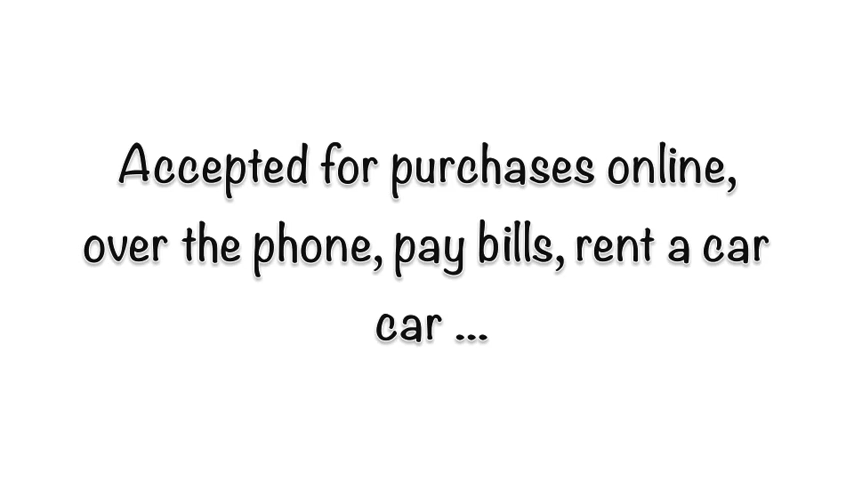 Accepted for purchases online,
over the phone, pay bills, rent a car
car ...